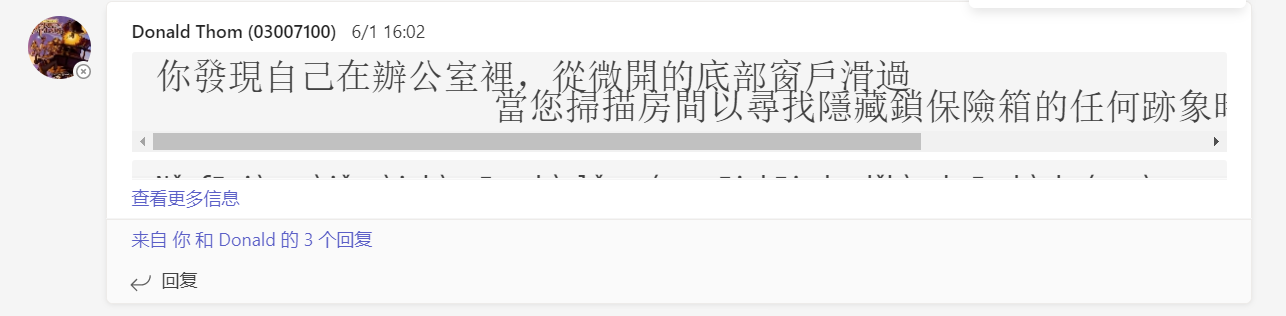 Donald Thom (03007100) 6/1 16:02
你發現自己在辦公室裡，從微開的底部窗戶滑過
當您掃描房間以尋找隱藏鎖保險箱的任何跡象
查看更多信息
来自 你 和 Donald 的 3 个回复
回复